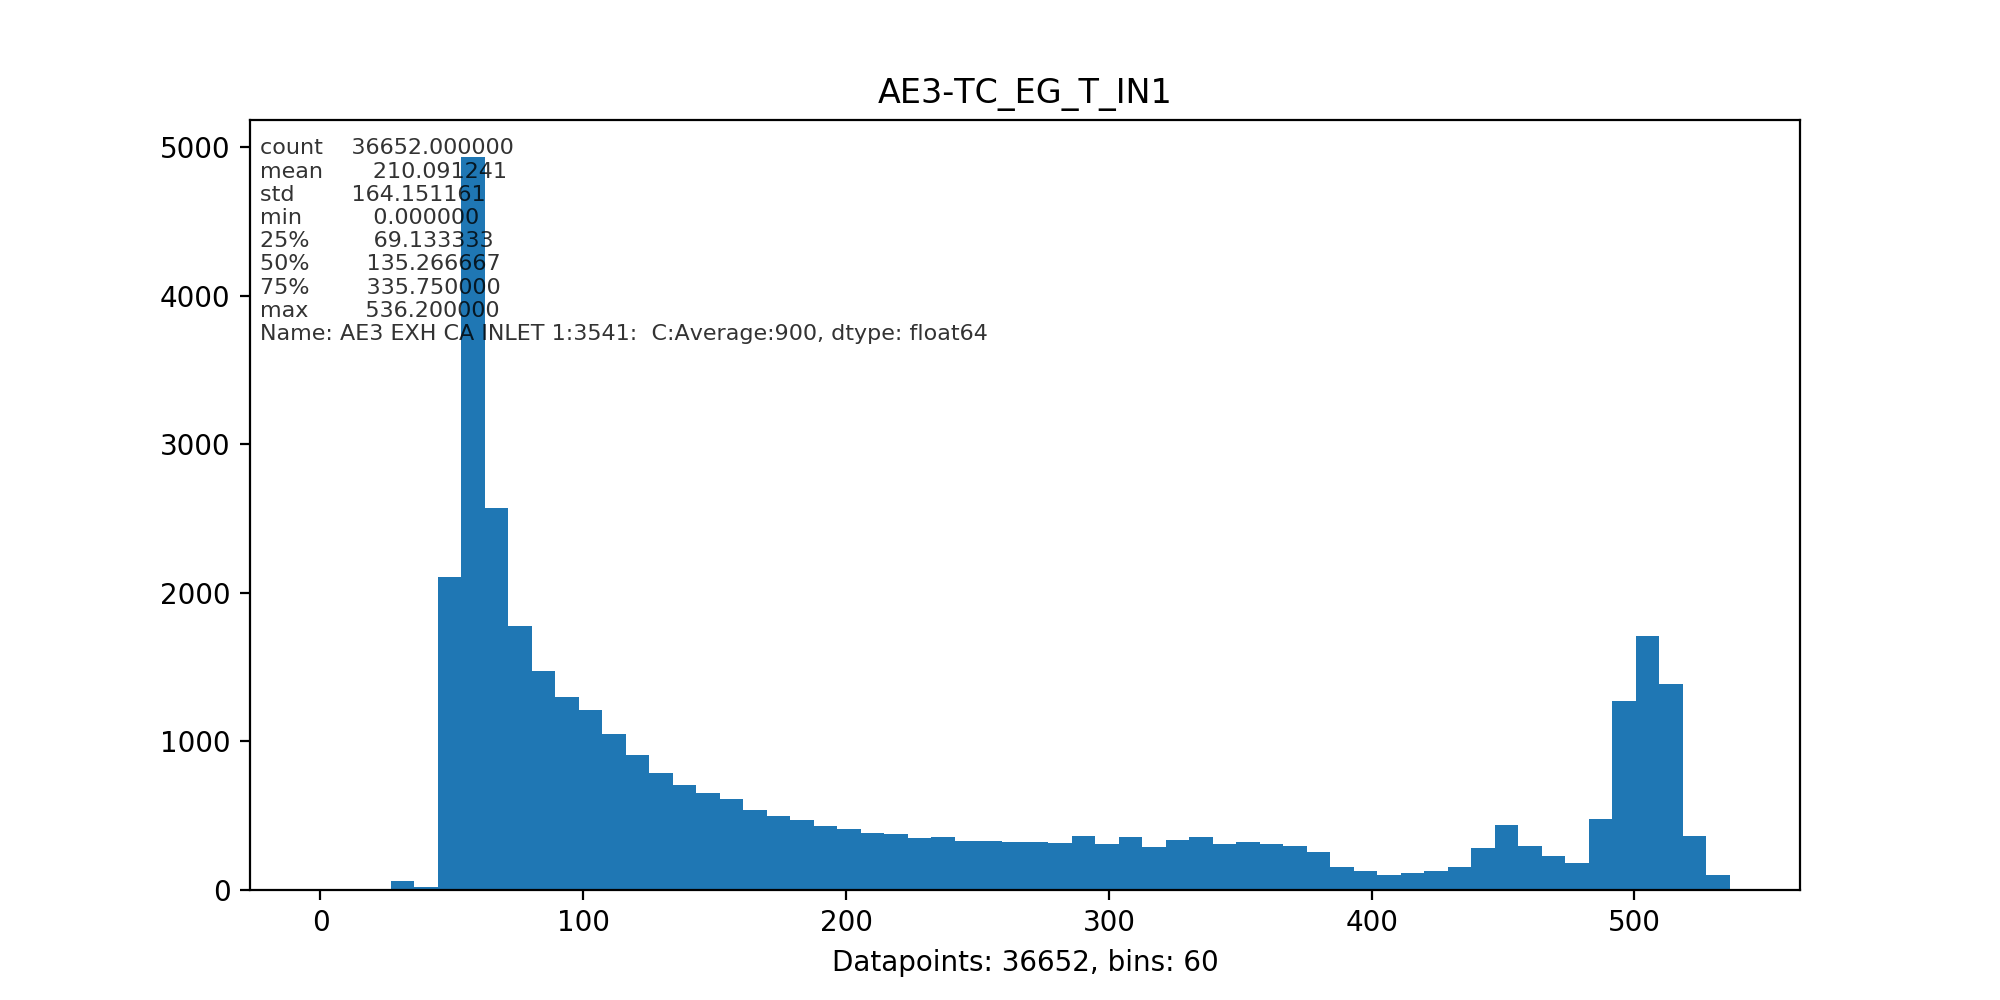 AE3-TC_EG_T_IN1
5000
4000
3000
2000
1000
0
count 36652.000000
mean 210.091241
std 164.151161
min 0.000000
25% 69.133333
50% 135.266667
75% 335.750000
max 536.200000
Name: AE3 EXH CA INLET 1:3541: C:Average:900, dtype: float64
0 100 200 300 400 500
Datapoints: 36652, bins: 60